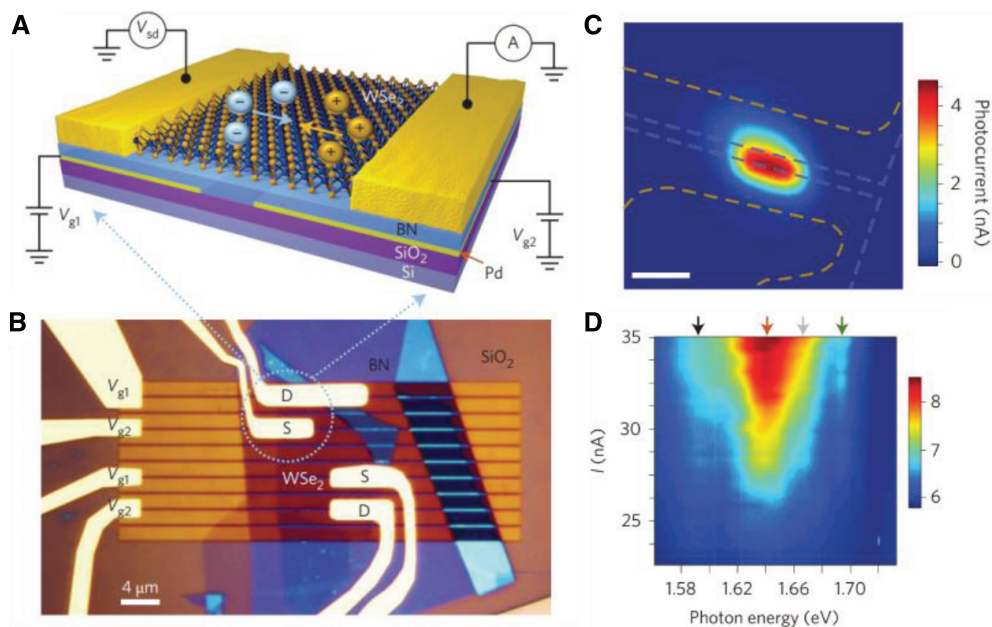 A
V_sd
A
WSe₂
−
−
−
+
+
+
V_g1
V_g2
BN
SiO₂
Si
Pd
B
V_g1
V_g2
V_g1
V_g2
D
S
WSe₂
S
D
BN
SiO₂
4 μm
C
Photocurrent (nA)
4
2
0
D
35
30
25
I (nA)
1.58 1.62 1.66 1.70
Photon energy (eV)
8
7
6